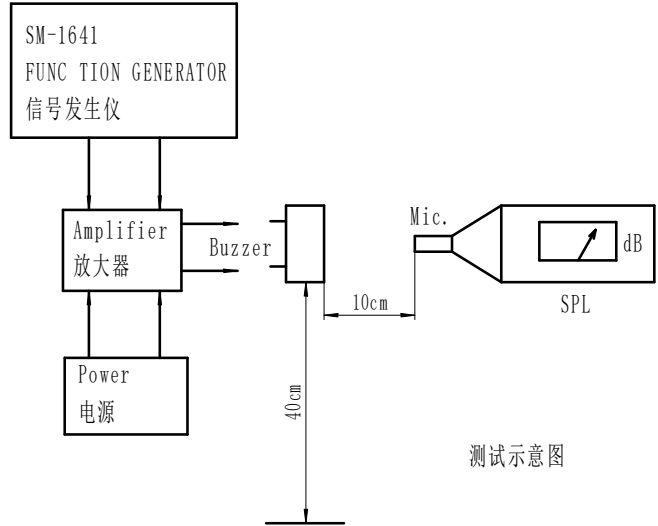 SM-1641
FUNC TION GENERATOR
信号发生仪
Amplifier
放大器
Buzzer
Mic.
dB
SPL
10cm
40cm
Power
电源
测试示意图